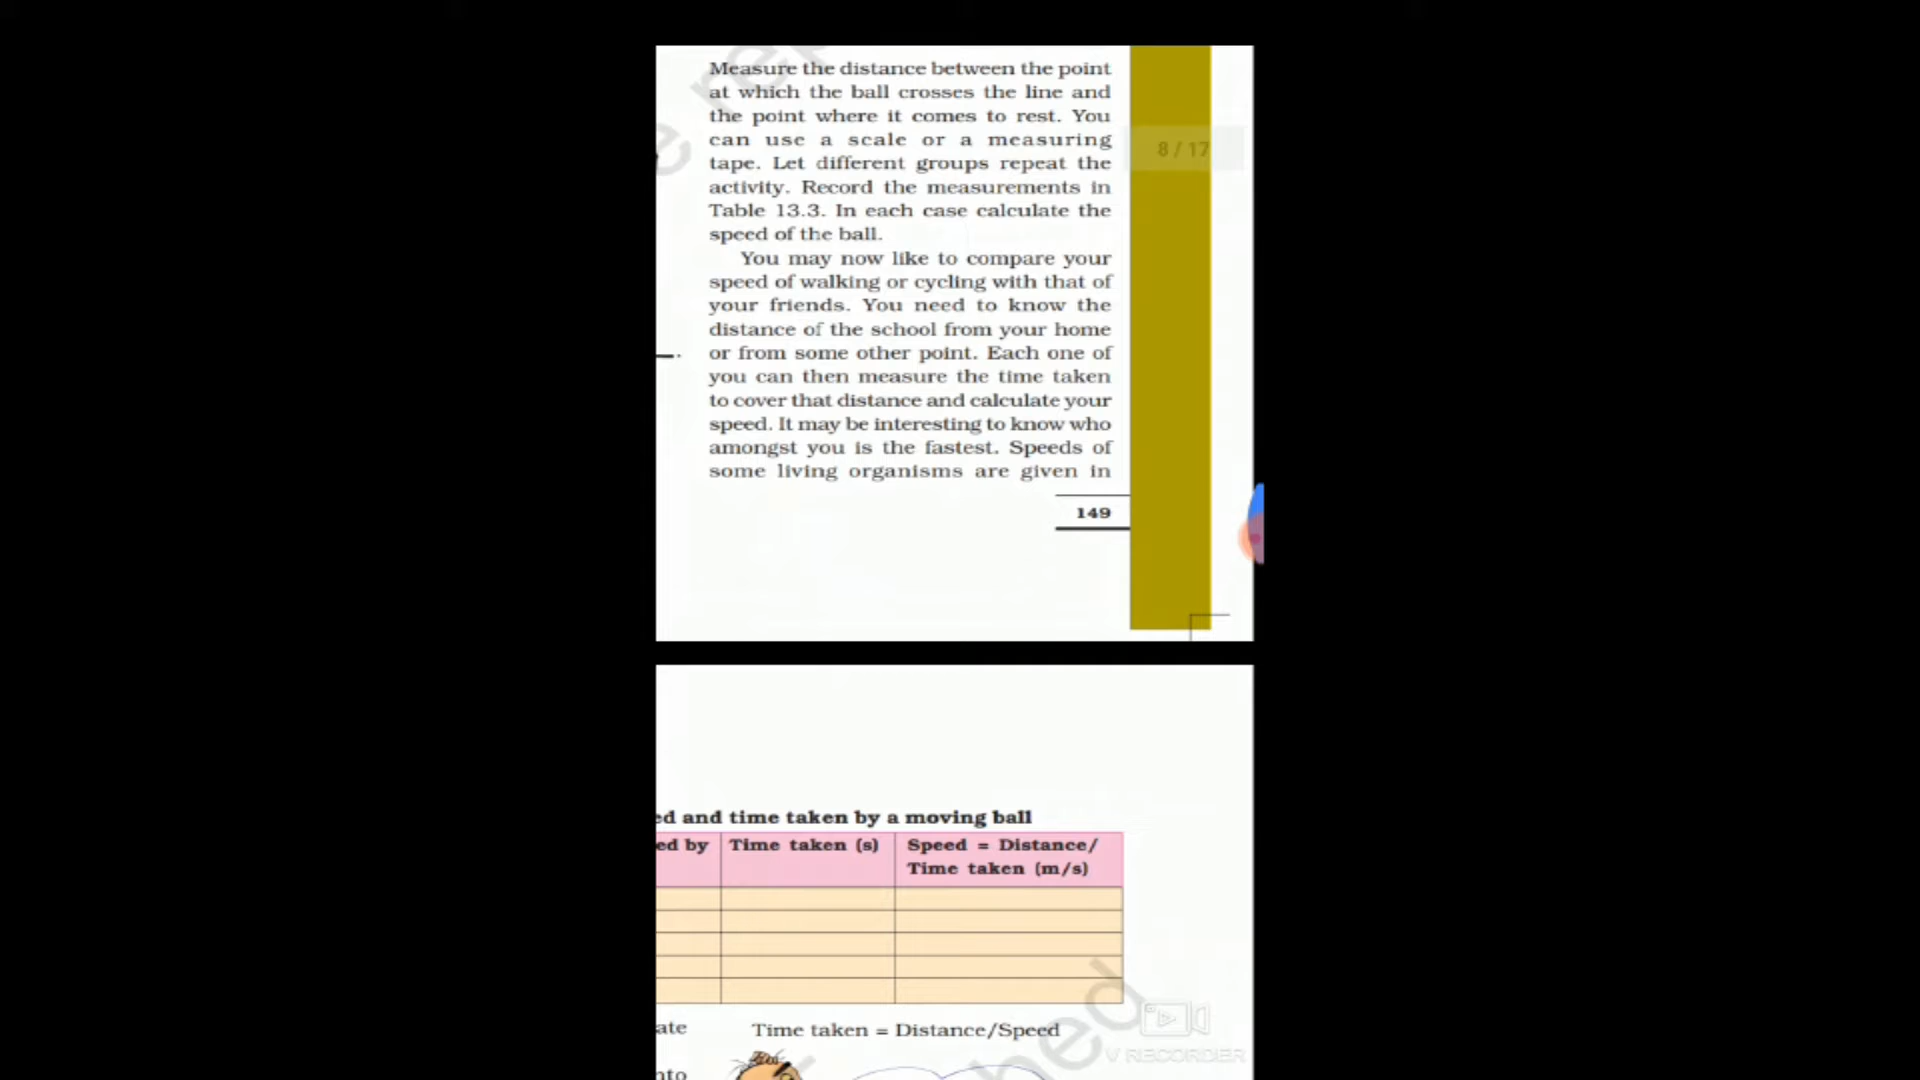 Measure the distance between the point
at which the ball crosses the line and
the point where it comes to rest. You
can use a scale or a measuring
tape. Let different groups repeat the
activity. Record the measurements in
Table 13.3. In each case calculate the
speed of the ball.
You may now like to compare your
speed of walking or cycling with that of
your friends. You need to know the
distance of the school from your home
or from some other point. Each one of
you can then measure the time taken
to cover that distance and calculate your
speed. It may be interesting to know who
amongst you is the fastest. Speeds of
some living organisms are given in
8 / 17
149
ed and time taken by a moving ball
ed by
Time taken (s)
Speed = Distance/
Time taken (m/s)
ate
Time taken = Distance/Speed
nto
hed
V RECORDER